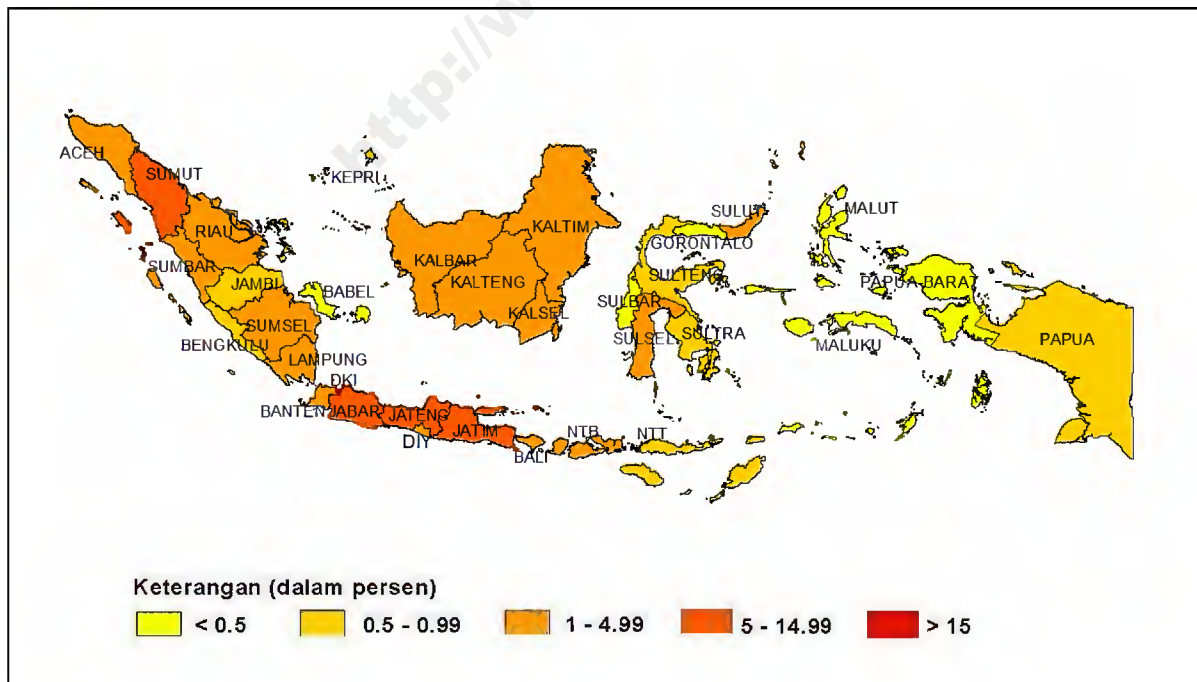 http://w
ACEH
SUMUT
KEPRI
RIAU
SUMBAR
JAMBI
BABEL
SUMSEL
BENGKULU
LAMPUNG
DKI
BANTEN
JABAR
JATENG
DIY
JATIM
BALI
NTB
NTT
KALTIM
KALBAR
KALTENG
KALSEL
SULUT
GORONTALO
SULTENG
SULBAR
SULSEL
SULTRA
MALUT
PAPUA BARAT
MALUKU
PAPUA
Keterangan (dalam persen)
< 0.5 0.5 - 0.99 1 - 4.99 5 - 14.99 > 15